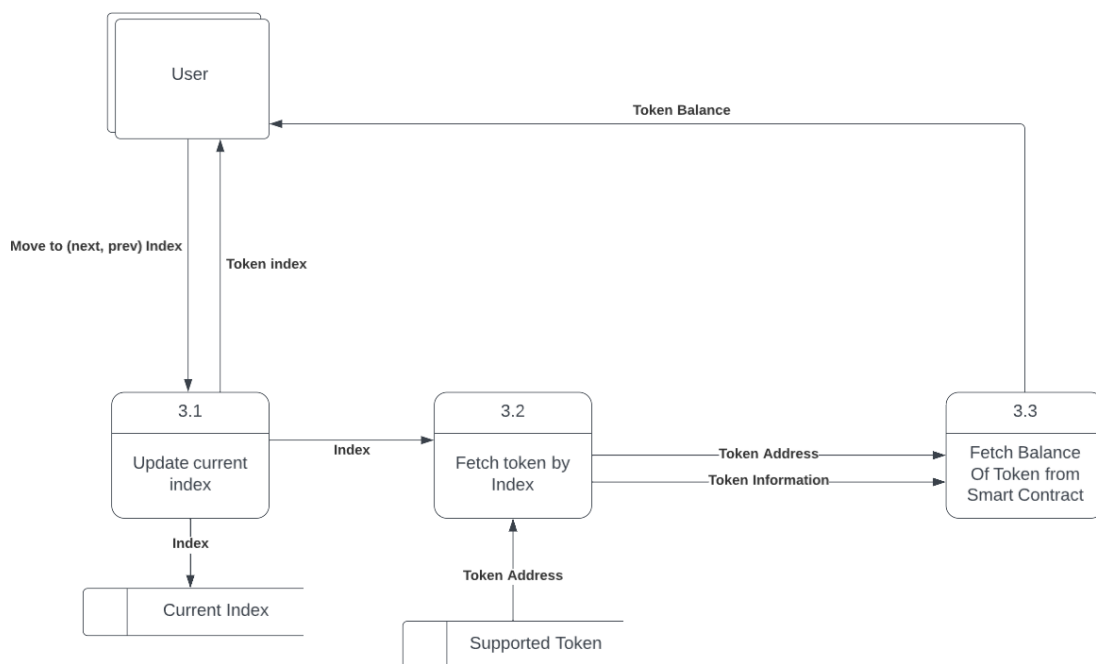 User
Token Balance
Move to (next, prev) Index
Token index
3.1
3.2
3.3
Update current
index
Index
Fetch token by
Index
Token Address
Token Information
Fetch Balance
Of Token from
Smart Contract
Index
Token Address
Current Index
Supported Token